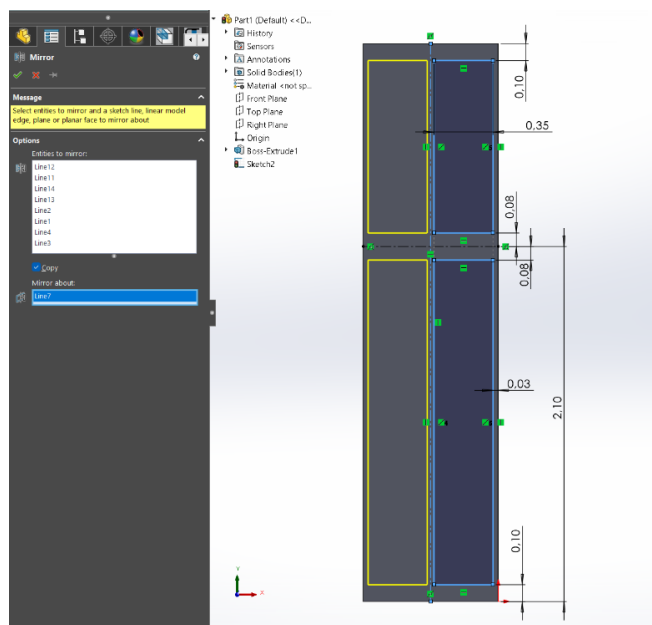 Mirror
Message
Select entities to mirror and a sketch line, linear model
edge, plane or planar face to mirror about
Options
Entities to mirror:
Line12
Line11
Line14
Line13
Line2
Line1
Line4
Line3
Copy
Mirror about:
Line7
Part1 (Default) <<D...
History
Sensors
Annotations
Solid Bodies(1)
Material <not sp...
Front Plane
Top Plane
Right Plane
Origin
Boss-Extrude1
Sketch2
0,10
0,35
0,08
0,08
0,03
2,10
0,10
Y
X